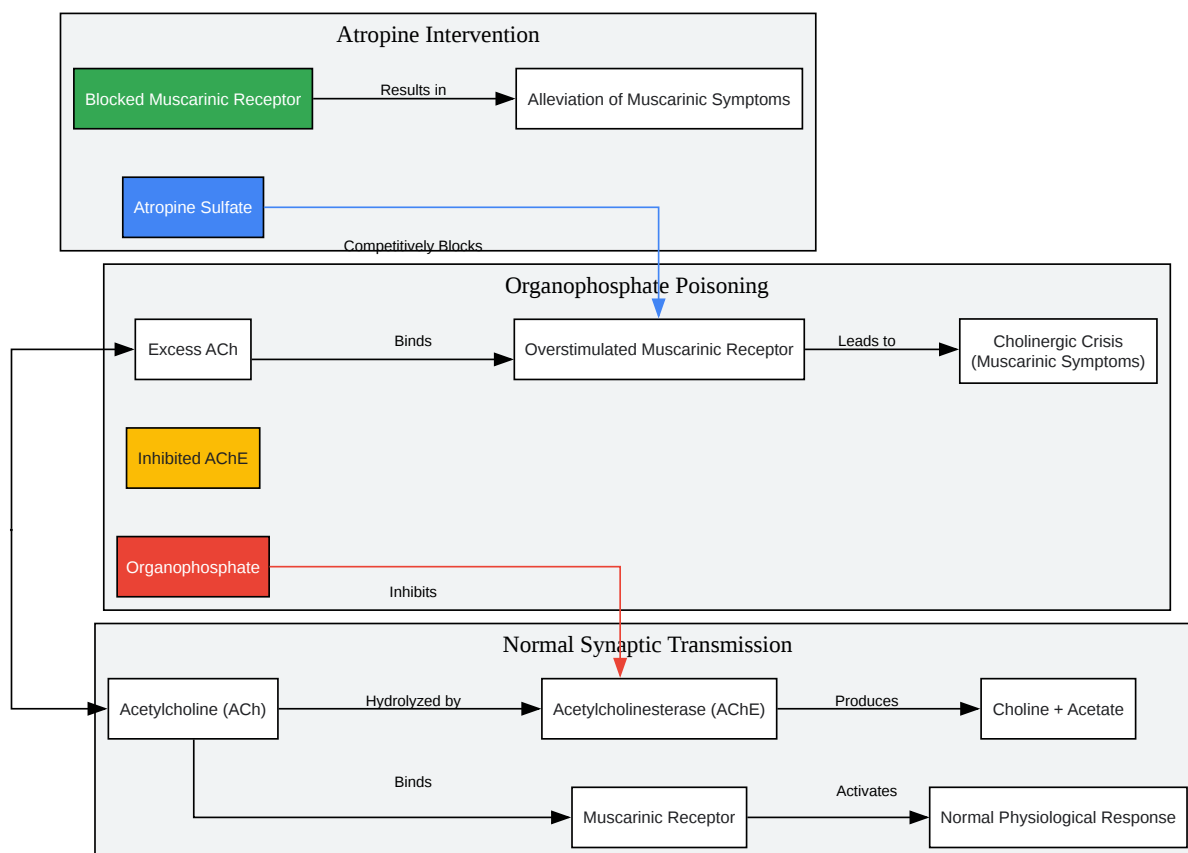 Atropine Intervention
Blocked Muscarinic Receptor
Results in
Alleviation of Muscarinic Symptoms
Atropine Sulfate
Competitively Blocks
Organophosphate Poisoning
Excess ACh
Binds
Overstimulated Muscarinic Receptor
Leads to
Cholinergic Crisis
(Muscarinic Symptoms)
Inhibited AChE
Organophosphate
Inhibits
Normal Synaptic Transmission
Acetylcholine (ACh)
Hydrolyzed by
Acetylcholinesterase (AChE)
Produces
Choline + Acetate
Binds
Muscarinic Receptor
Activates
Normal Physiological Response